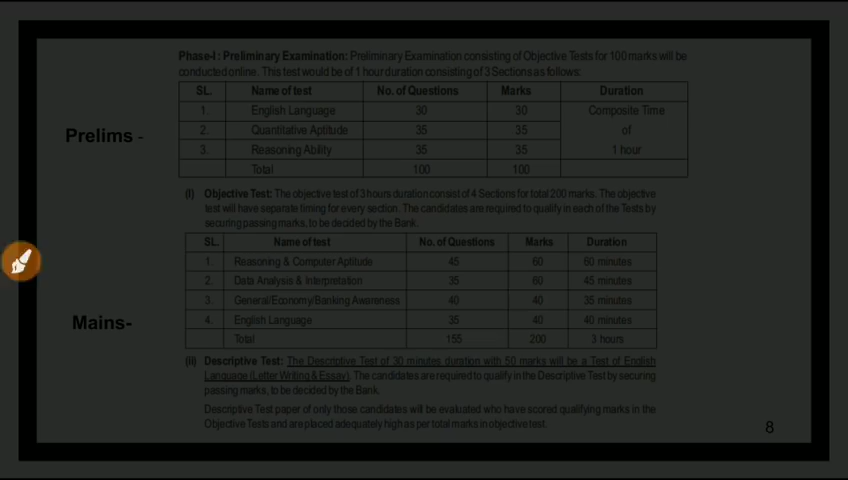 Phase-I : Preliminary Examination: Preliminary Examination consisting of Objective Tests for 100 marks will be
conducted online. This test would be of 1 hour duration consisting of 3 Sections as follows:
SL. Name of test No. of Questions Marks Duration
1. English Language 30 30 Composite Time
Prelims -
2. Quantitative Aptitude 35 35 of
3. Reasoning Ability 35 35 1 hour
Total 100 100
(i) Objective Test: The objective test of 3 hours duration consist of 4 Sections for total 200 marks. The objective
test will have separate timing for every section. The candidates are required to qualify in each of the Tests by
securing passing marks, to be decided by the Bank.
SL. Name of test No. of Questions Marks Duration
1. Reasoning & Computer Aptitude 45 60 60 minutes
2. Data Analysis & Interpretation 35 60 45 minutes
3. General/Economy/Banking Awareness 40 40 35 minutes
Mains-
4. English Language 35 40 40 minutes
Total 155 200 3 hours
(ii) Descriptive Test: The Descriptive Test of 30 minutes duration with 50 marks will be a Test of English
Language (Letter Writing & Essay). The candidates are required to qualify in the Descriptive Test by securing
passing marks, to be decided by the Bank.
Descriptive Test paper of only those candidates will be evaluated who have scored qualifying marks in the
Objective Tests and are placed adequately high as per total marks in objective test.
8